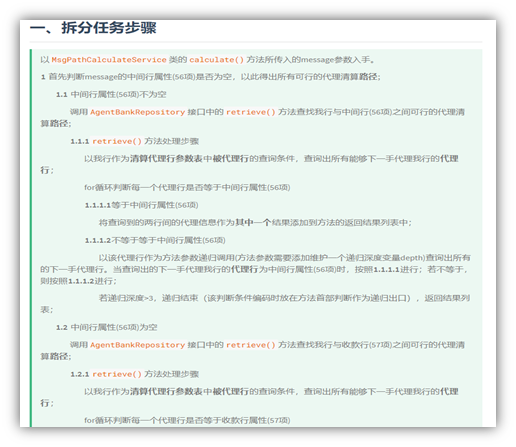 一、拆分任务步骤
以 MsgPathCalculateService 类的 calculate() 方法所传入的message参数入手。
1 首先判断message的中间行属性(56项)是否为空，以此得出所有可行的代理清算路径；
1.1 中间行属性(56项)不为空
调用 AgentBankRepository 接口中的 retrieve() 方法查找我行与中间行(56项)之间可行的代理清
算路径；
1.1.1 retrieve() 方法处理步骤
以我行作为清算代理行参数表中被代理行的查询条件，查询出所有能够下一手代理我行的代理
行；
for循环判断每一个代理行是否等于中间行属性(56项)
1.1.1.1等于中间行属性(56项)
将查询到的两行间的代理信息作为其中一个结果添加到方法的返回结果列表中；
1.1.1.2不等于等于中间行属性(56项)
以该代理行作为方法参数递归调用(方法参数需要添加维护一个递归深度变量depth)查询出所有
的下一手代理行。当查询出的下一手代理我行的代理行为中间行属性(56项)时，按照1.1.1.1进行；若不等于，
则按照1.1.1.2进行；
若递归深度>3，递归结束（该判断条件编码时放在方法首部判断作为递归出口），返回结果列
表；
1.2 中间行属性(56项)为空
调用 AgentBankRepository 接口中的 retrieve() 方法查找我行与收款行(57项)之间可行的代理清
算路径；
1.2.1 retrieve() 方法处理步骤
以我行作为清算代理行参数表中被代理行的查询条件，查询出所有能够下一手代理我行的代理
行；
for循环判断每一个代理行是否等于收款行属性(57项)